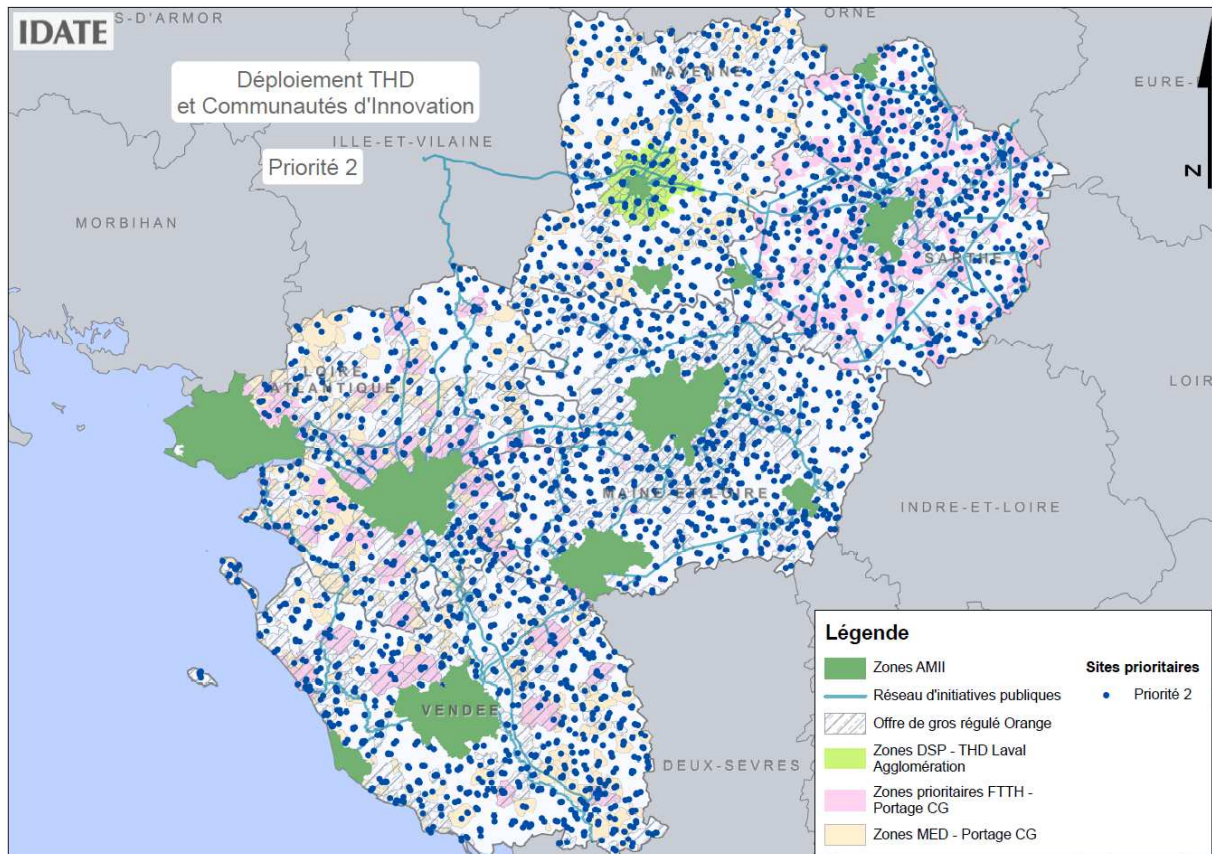 IDATE
S-D'ARMOR
ORNE
Déploiement THD
et Communautés d'Innovation
MAYENNE
ILLE-ET-VILAINE
Priorité 2
N
MORBIHAN
SARTHE
LOIRE
ATLANTIQUE
LOIR
MAINE-ET-LOIRE
INDRE-ET-LOIRE
VENDEE
DEUX-SEVRES
Légende
Zones AMII
Réseau d'initiatives publiques
Offre de gros régulé Orange
Zones DSP - THD Laval
Agglomération
Zones prioritaires FTTH -
Portage CG
Zones MED - Portage CG
Sites prioritaires
Priorité 2